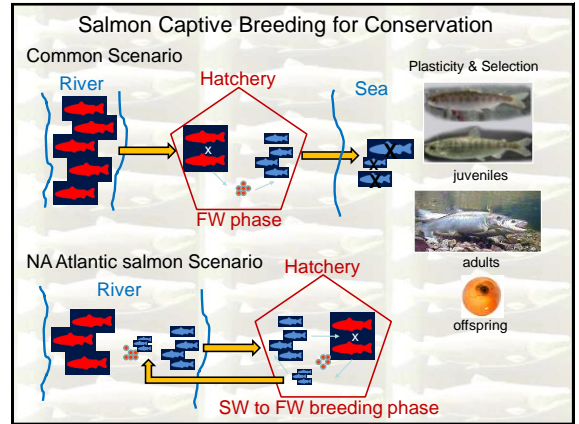 Salmon Captive Breeding for Conservation
Common Scenario
River
Hatchery
Sea
Plasticity & Selection
x
x
x
x
FW phase
juveniles
adults
offspring
NA Atlantic salmon Scenario
River
Hatchery
x
SW to FW breeding phase